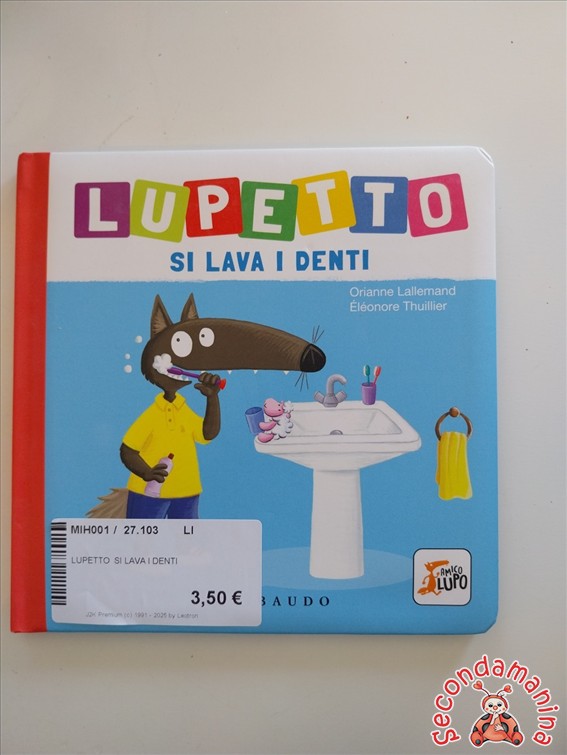 LUPETTO
SI LAVA I DENTI
Orianne Lallemand
Éléonore Thuillier
MIH001 / 27.103 LI
LUPETTO SI LAVA I DENTI
3,50 €
BAUDO
AMICO
LUPO
Secondamanina